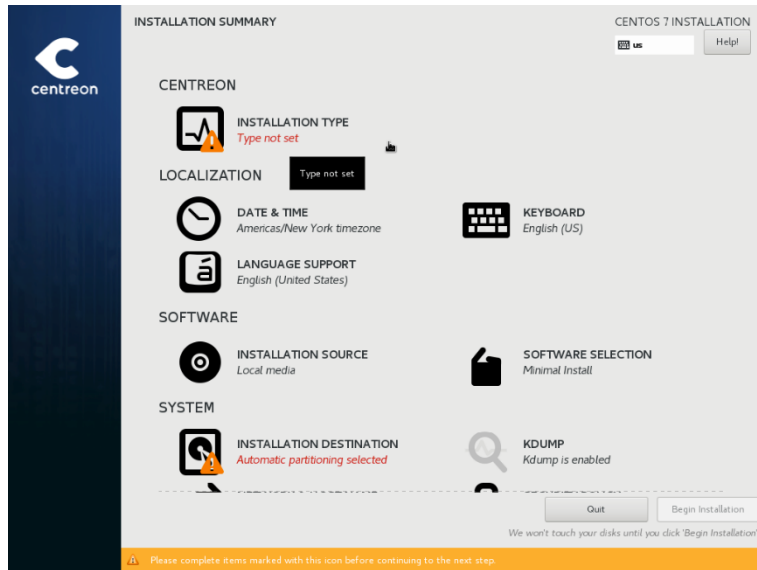 INSTALLATION SUMMARY
CENTOS 7 INSTALLATION
us
Help!
centreon
CENTREON
INSTALLATION TYPE
Type not set
Type not set
LOCALIZATION
DATE & TIME
Americas/New York timezone
KEYBOARD
English (US)
á
LANGUAGE SUPPORT
English (United States)
SOFTWARE
INSTALLATION SOURCE
Local media
SOFTWARE SELECTION
Minimal Install
SYSTEM
INSTALLATION DESTINATION
Automatic partitioning selected
KDUMP
Kdump is enabled
Quit
Begin Installation
We won't touch your disks until you click 'Begin Installation'
Please complete items marked with this icon before continuing to the next step.